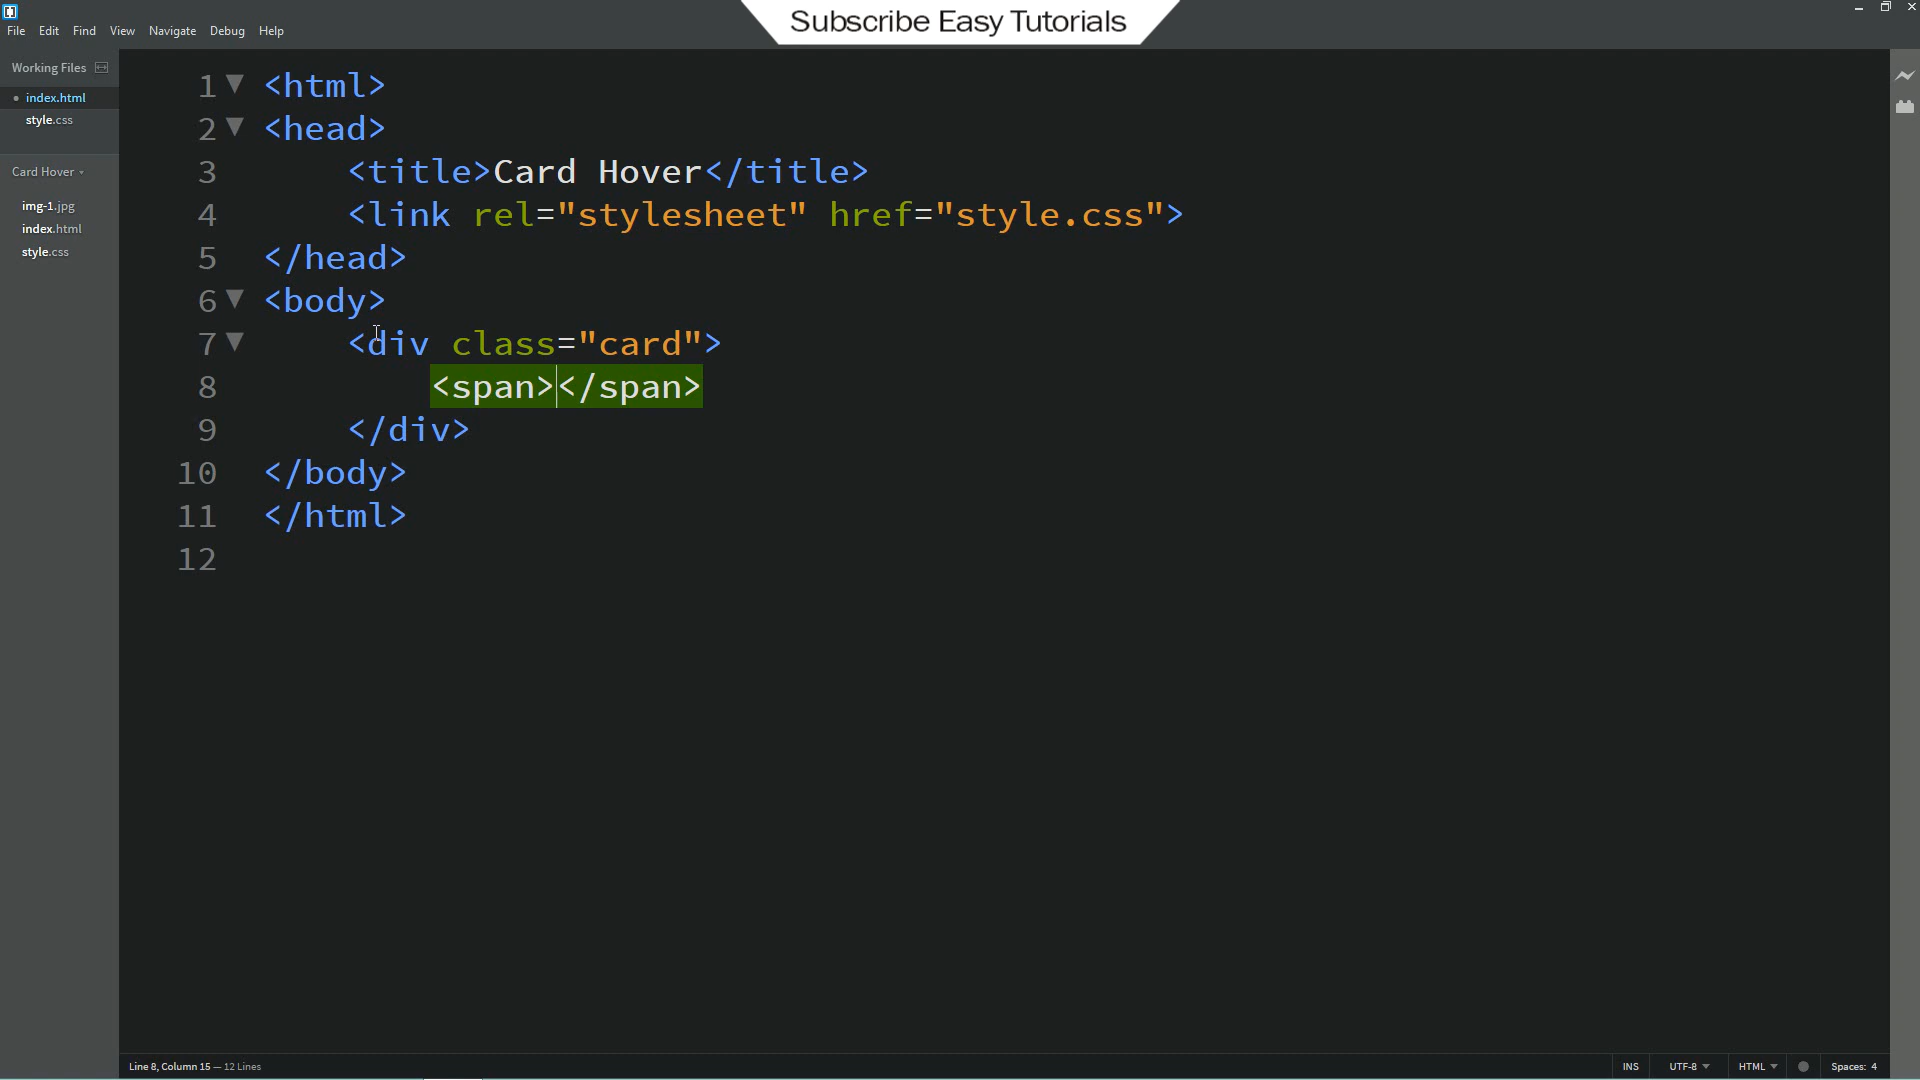 Subscribe Easy Tutorials
File Edit Find View Navigate Debug Help
Working Files
index.html
style.css
Card Hover
img-1.jpg
index.html
style.css
1 <html>
2 <head>
3 <title>Card Hover</title>
4 <link rel="stylesheet" href="style.css">
5 </head>
6 <body>
7 <div class="card">
8 <span></span>
9 </div>
10 </body>
11 </html>
12
Line 8, Column 15 — 12 Lines
INS UTF-8 HTML Spaces: 4